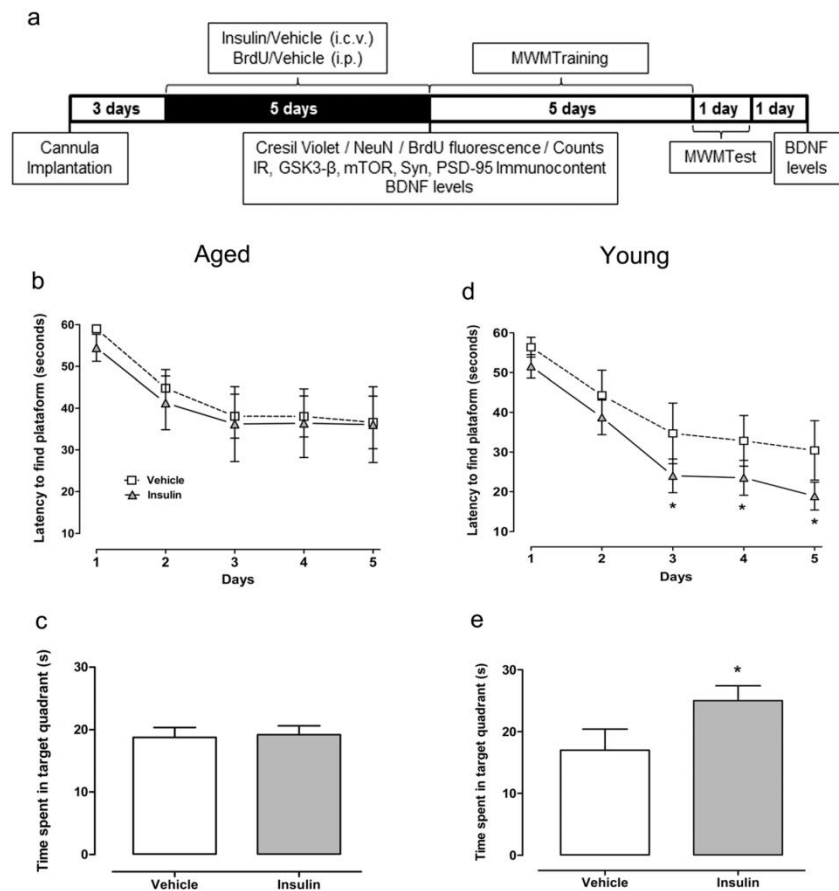 a
Insulin/Vehicle (i.c.v.)
BrdU/Vehicle (i.p.)
MWMTraining
3 days
5 days
5 days
1 day
1 day
Cannula
Implantation
Cresil Violet / NeuN / BrdU fluorescence / Counts
IR, GSK3-β, mTOR, Syn, PSD-95 Immunocontent
BDNF levels
MWMTest
BDNF
levels
Aged
Young
b
Latency to find plataform (seconds)
60
50
40
30
20
10
Vehicle
Insulin
1
2
3
4
5
Days
d
Latency to find plataform (seconds)
60
50
40
30
20
10
*
*
*
1
2
3
4
5
Days
c
Time spent in target quadrant (s)
30
20
10
0
Vehicle
Insulin
e
Time spent in target quadrant (s)
30
20
10
0
*
Vehicle
Insulin